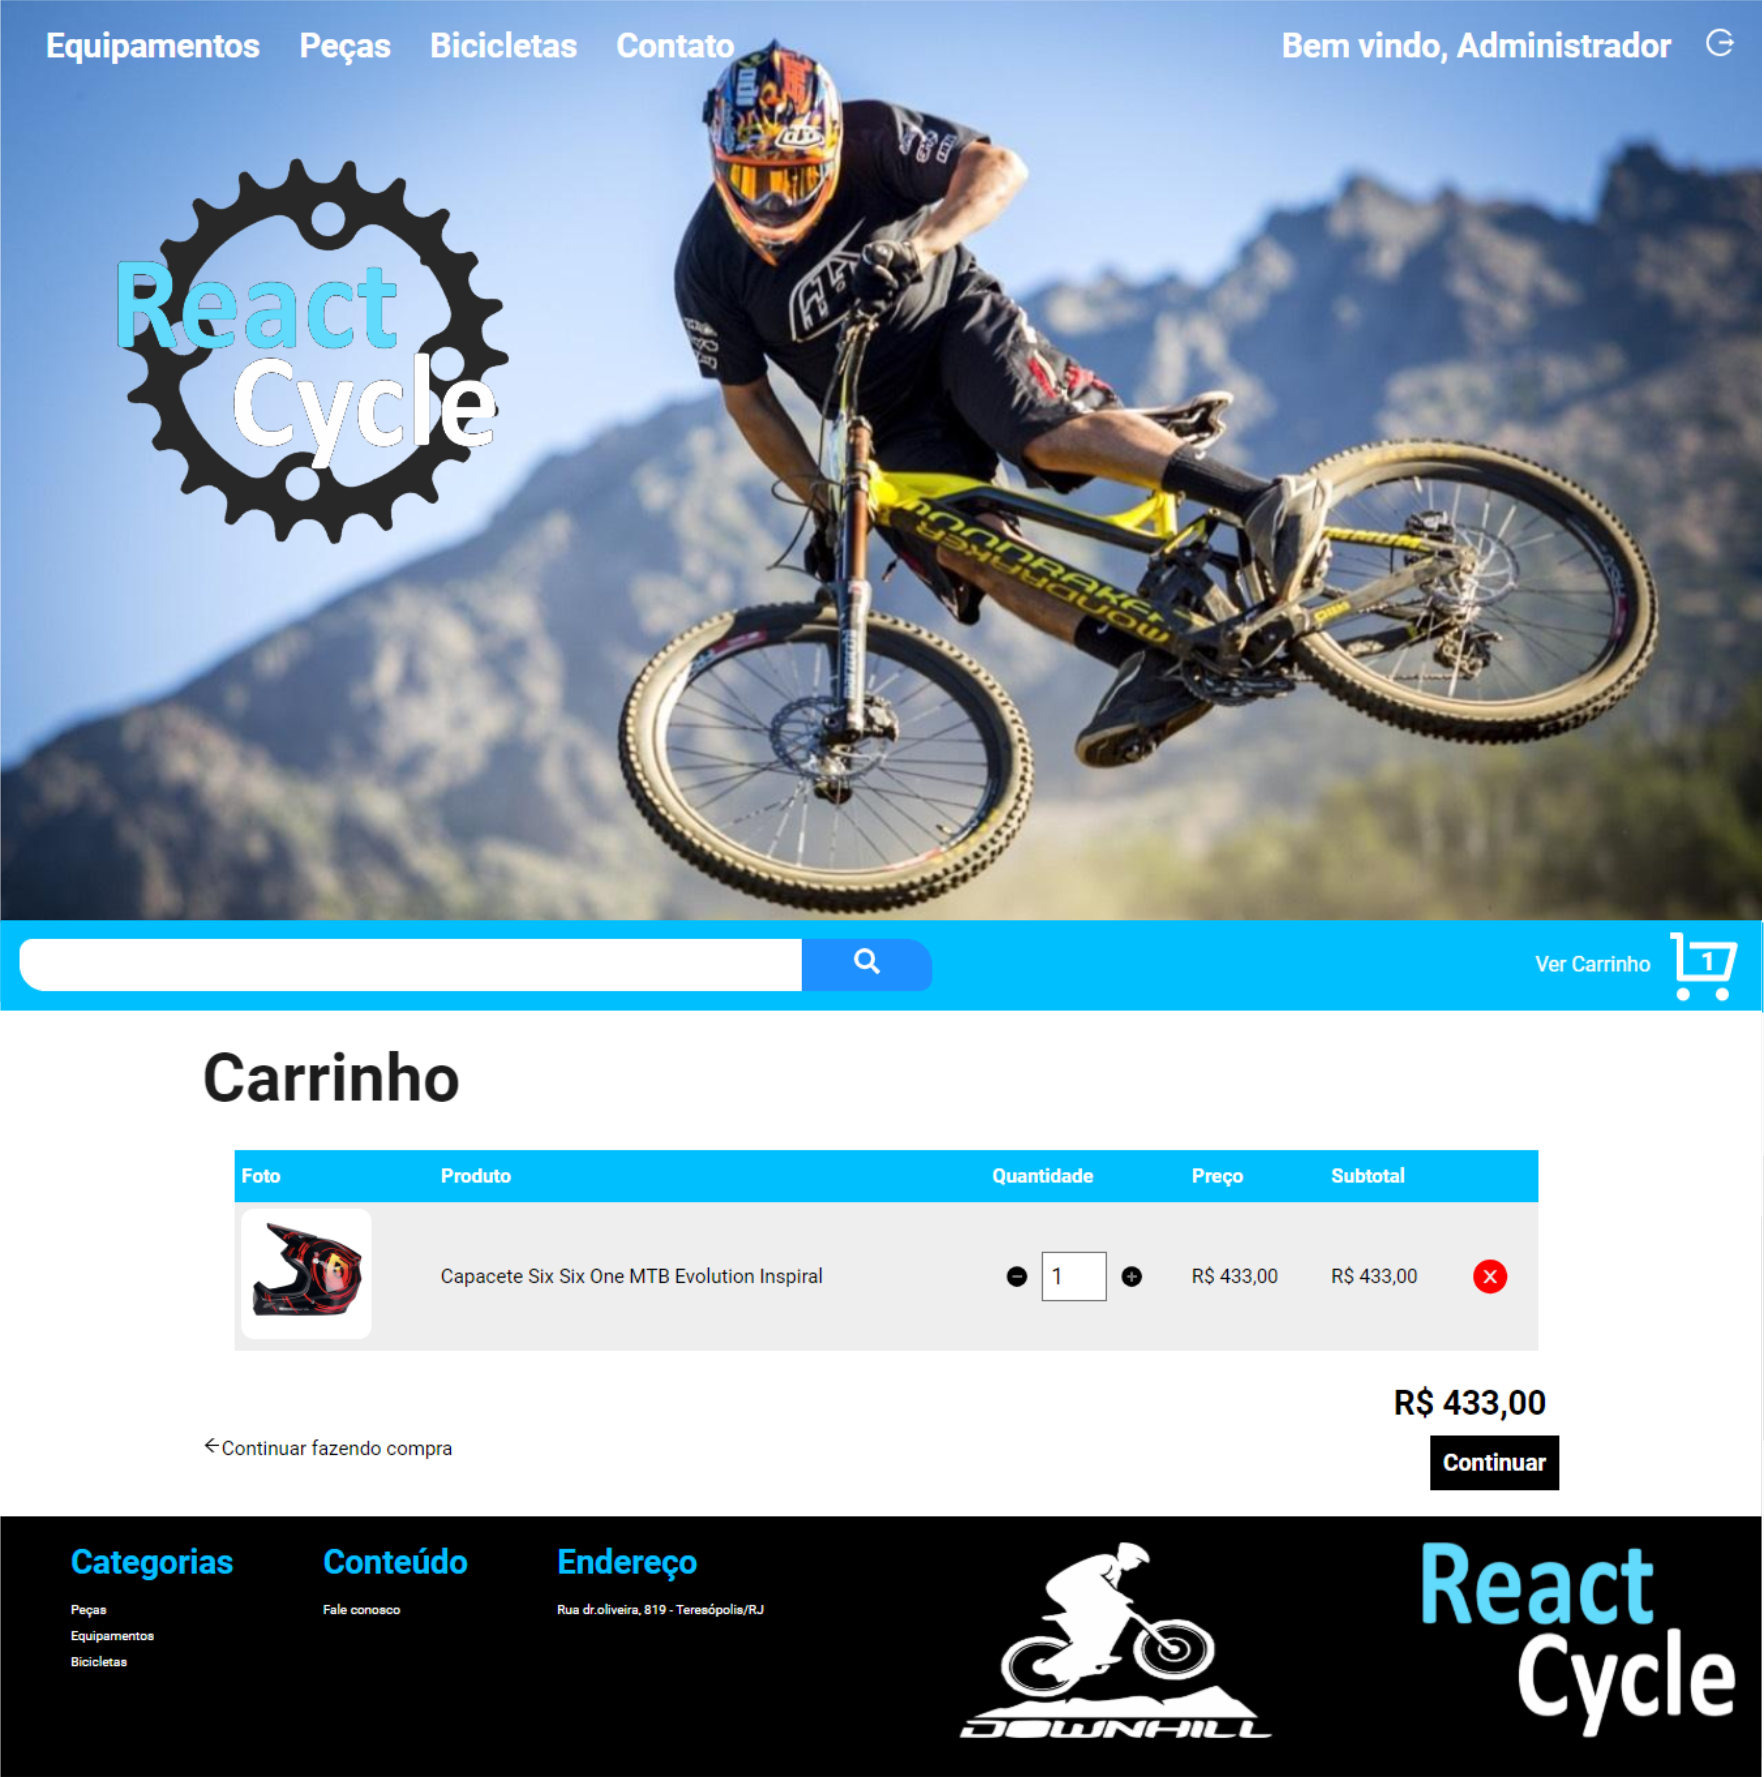 Equipamentos Peças Bicicletas Contato Bem vindo, Administrador
React
Cycle
MONDRAKER
MONDRAKER
Ver Carrinho 1
Carrinho
Foto Produto Quantidade Preço Subtotal
Capacete Six Six One MTB Evolution Inspiral 1 R$ 433,00 R$ 433,00
R$ 433,00
Continuar fazendo compra
Continuar
Categorias Conteúdo Endereço
Peças Fale conosco Rua dr.oliveira, 819 - Teresópolis/RJ
Equipamentos
Bicicletas
DOWNHILL
React
Cycle